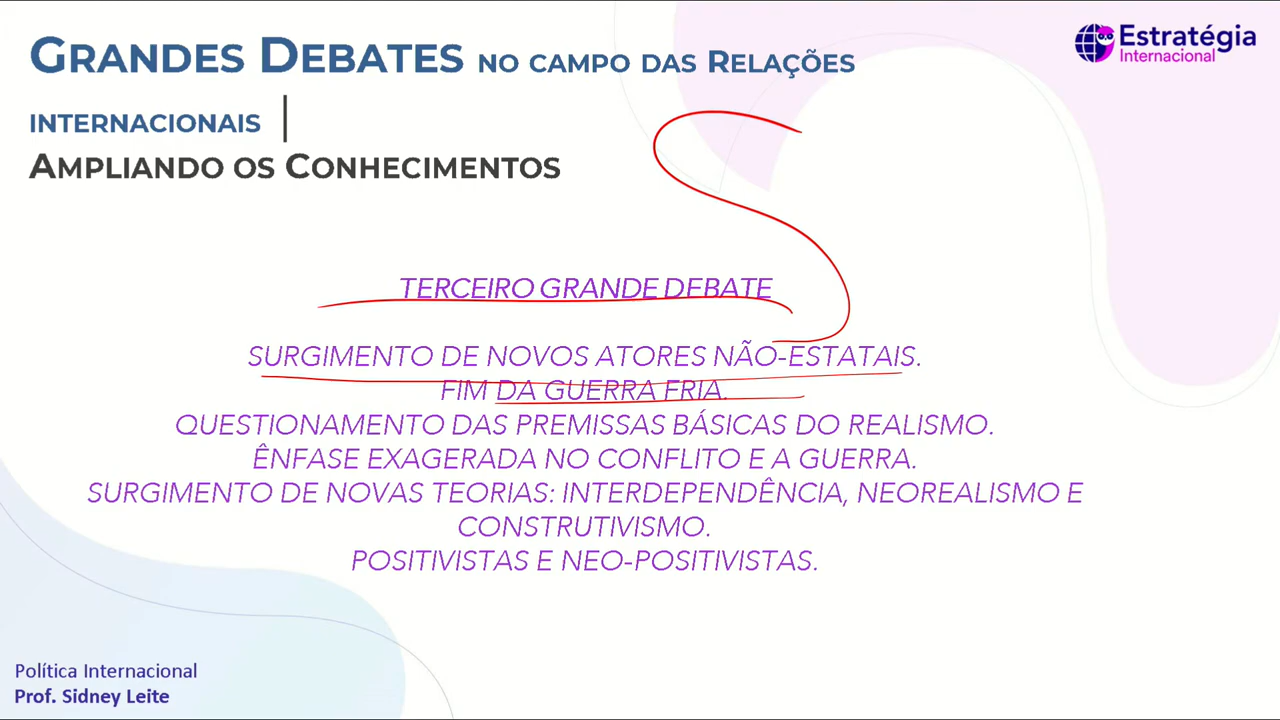 GRANDES DEBATES NO CAMPO DAS RELAÇÕES
INTERNACIONAIS |
AMPLIANDO OS CONHECIMENTOS
Estratégia
Internacional
TERCEIRO GRANDE DEBATE
SURGIMENTO DE NOVOS ATORES NÃO-ESTATAIS.
FIM DA GUERRA FRIA.
QUESTIONAMENTO DAS PREMISSAS BÁSICAS DO REALISMO.
ÊNFASE EXAGERADA NO CONFLITO E A GUERRA.
SURGIMENTO DE NOVAS TEORIAS: INTERDEPENDÊNCIA, NEOREALISMO E
CONSTRUTIVISMO.
POSITIVISTAS E NEO-POSITIVISTAS.
Política Internacional
Prof. Sidney Leite